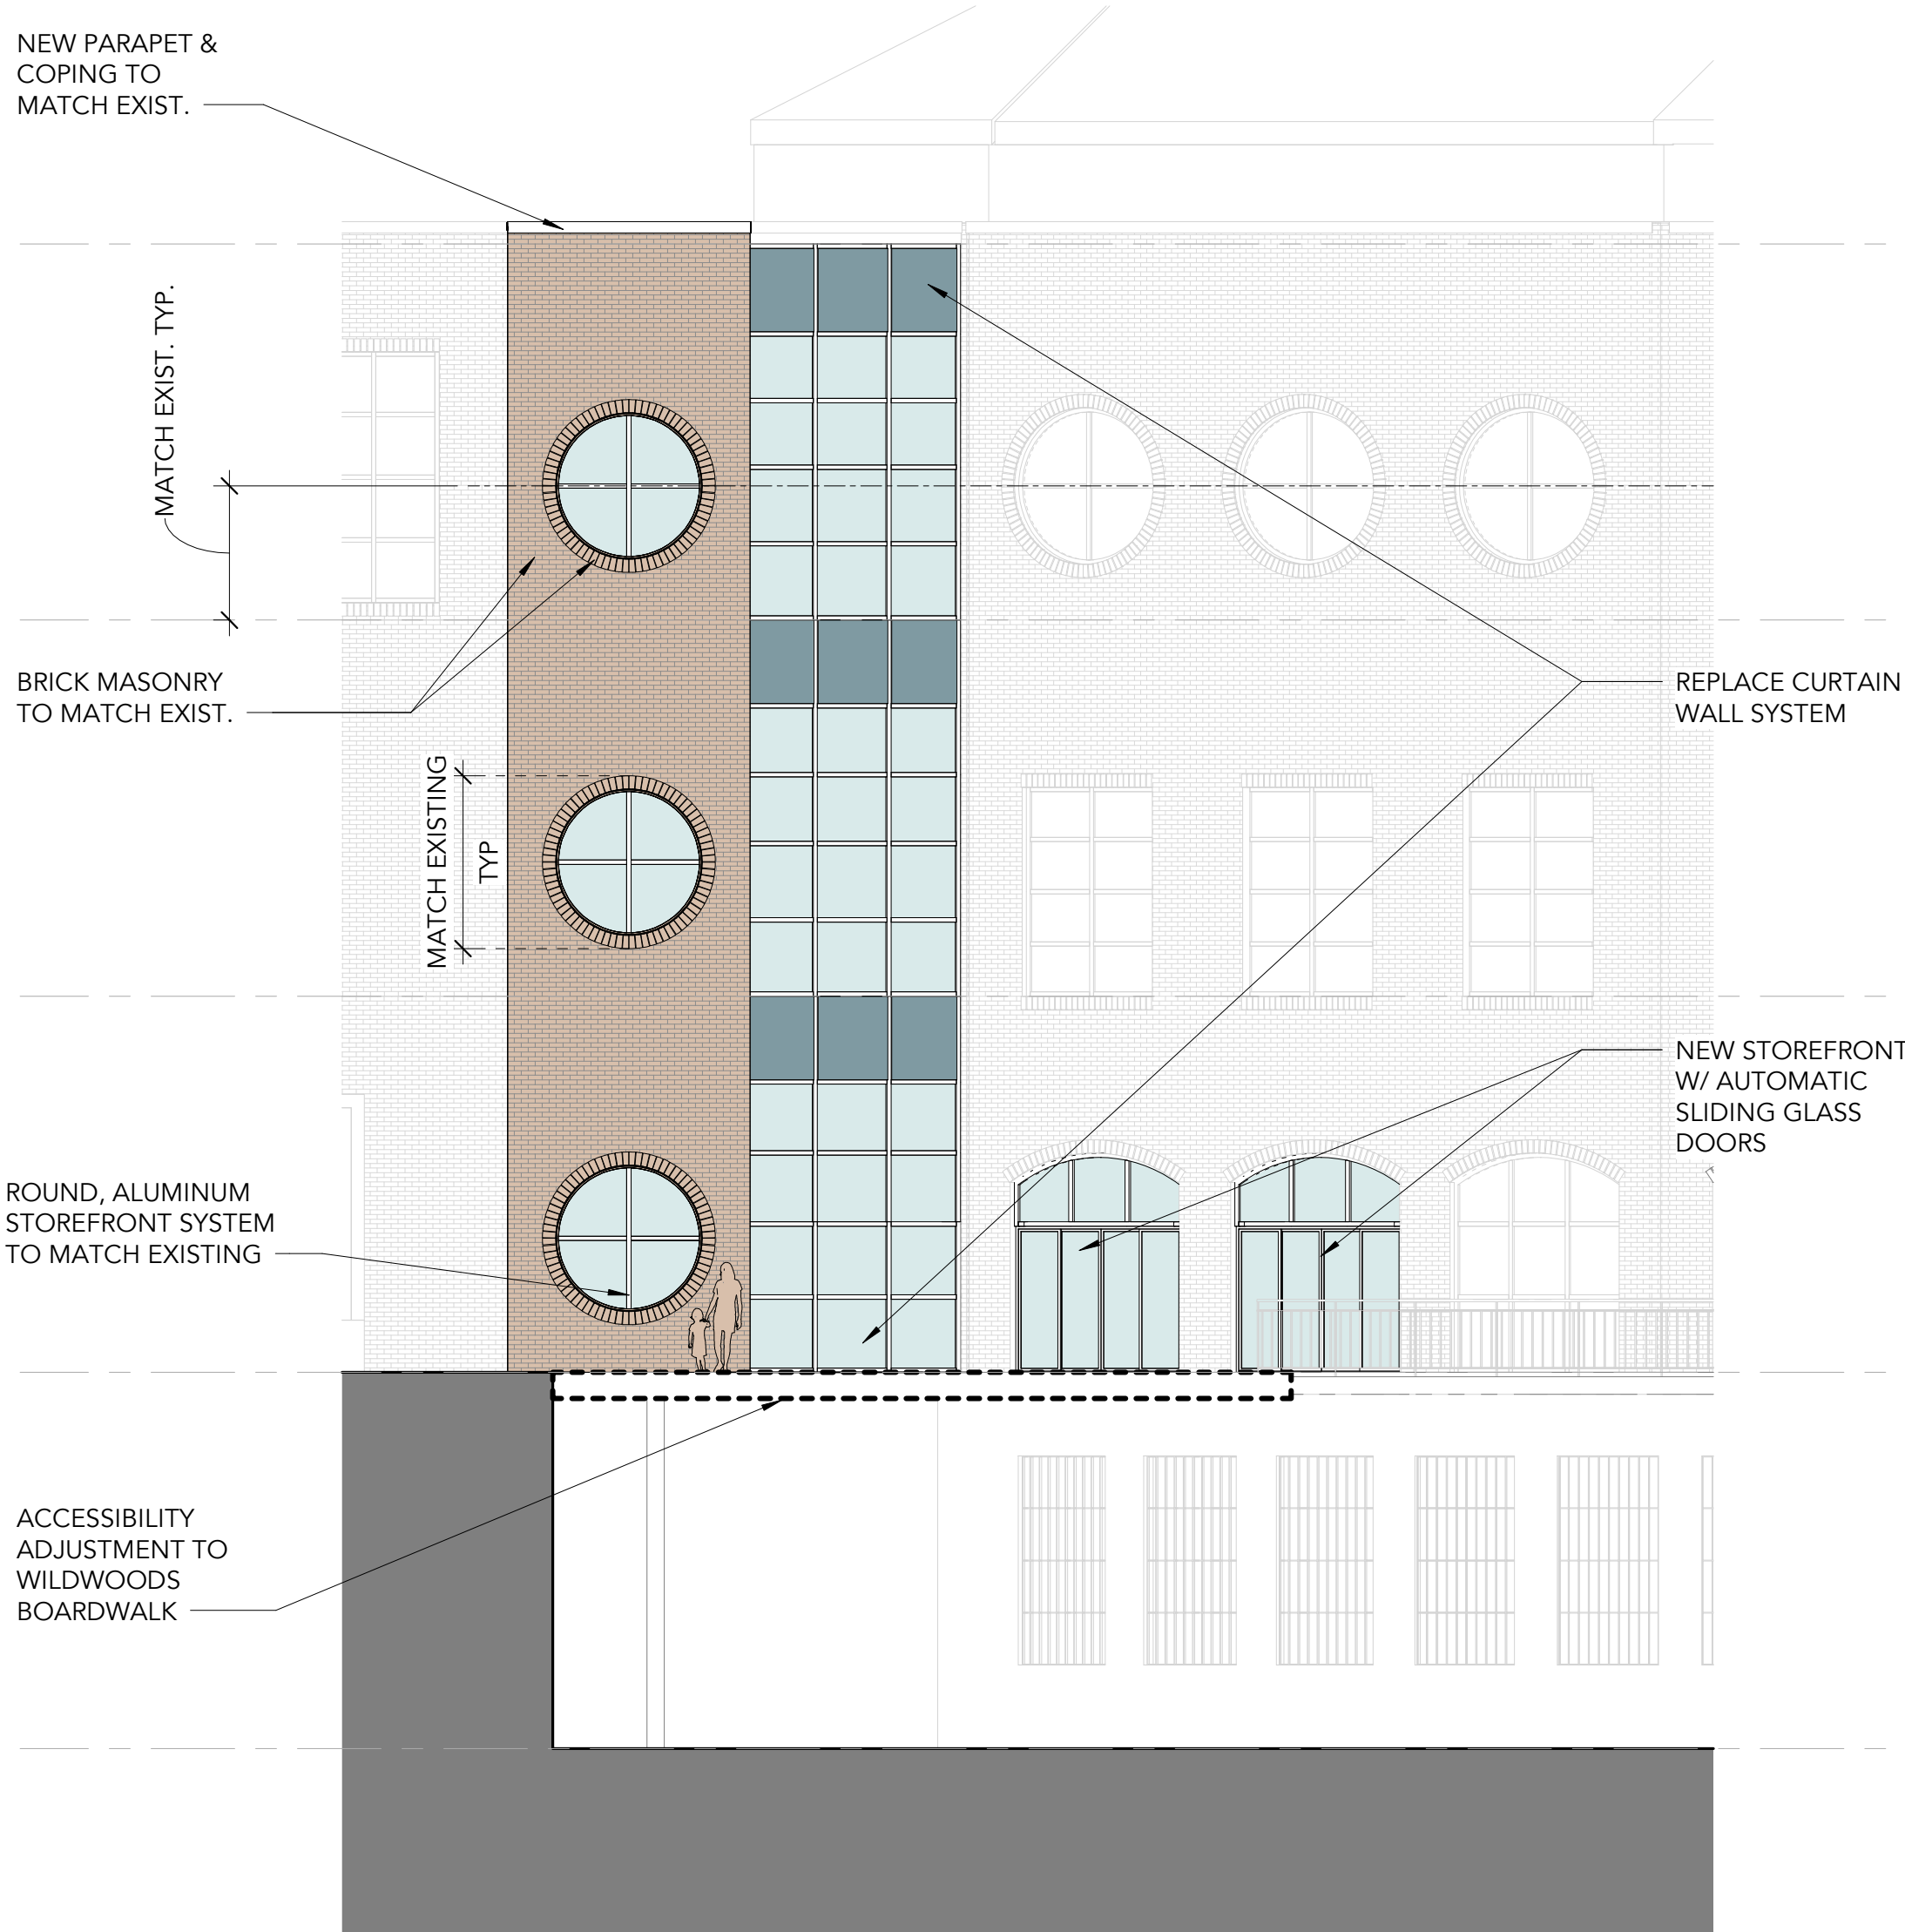 NEW PARAPET &
COPING TO
MATCH EXIST.
MATCH EXIST. TYP.
BRICK MASONRY
TO MATCH EXIST.
REPLACE CURTAIN
WALL SYSTEM
MATCH EXISTING
TYP
NEW STOREFRONT
W/ AUTOMATIC
SLIDING GLASS
DOORS
ROUND, ALUMINUM
STOREFRONT SYSTEM
TO MATCH EXISTING
ACCESSIBILITY
ADJUSTMENT TO
WILDWOODS
BOARDWALK